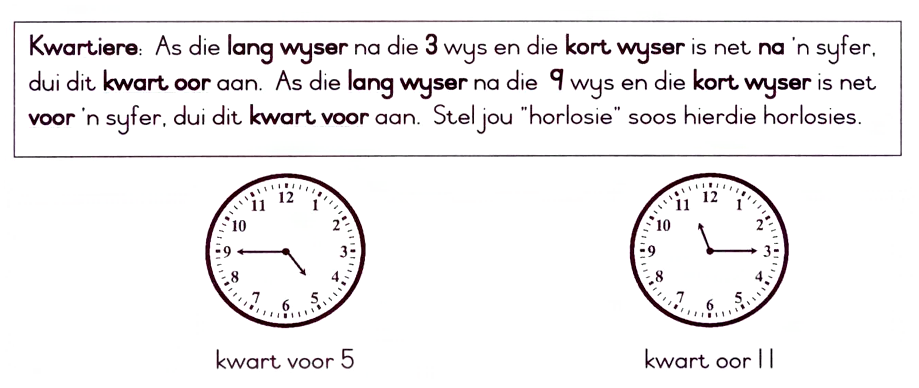 Kwartiere: As die lang wyser na die 3 wys en die kort wyser is net na 'n syfer,
dui dit kwart oor aan. As die lang wyser na die 9 wys en die kort wyser is net
voor 'n syfer, dui dit kwart voor aan. Stel jou "horlosie" soos hierdie horlosies.
12
11 1
10 2
9 3
8 4
7 5
6
12
11 1
10 2
9 3
8 4
7 5
6
kwart voor 5
kwart oor 11